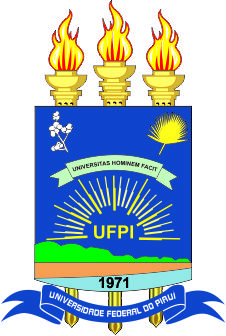 UNIVERSITAS HOMINEM FACIT
UFPI
1971
UNIVERSIDADE FEDERAL DO PIAUÍ